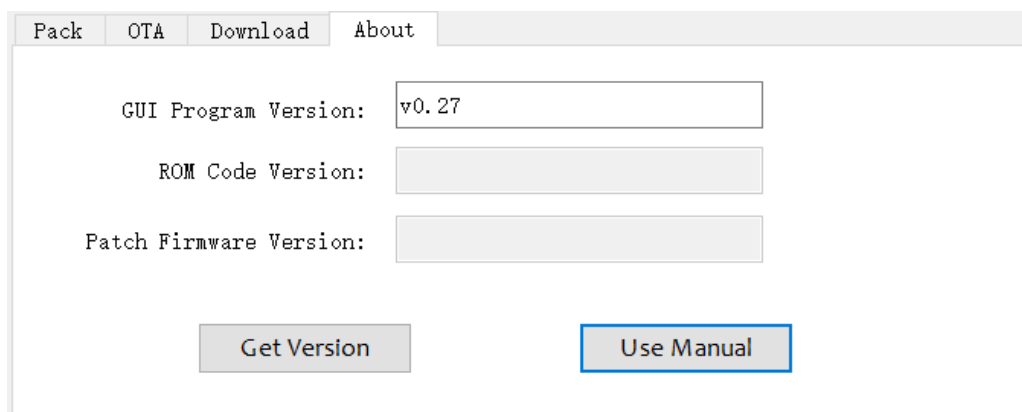 Pack OTA Download About
GUI Program Version: v0.27
ROM Code Version:
Patch Firmware Version:
Get Version Use Manual